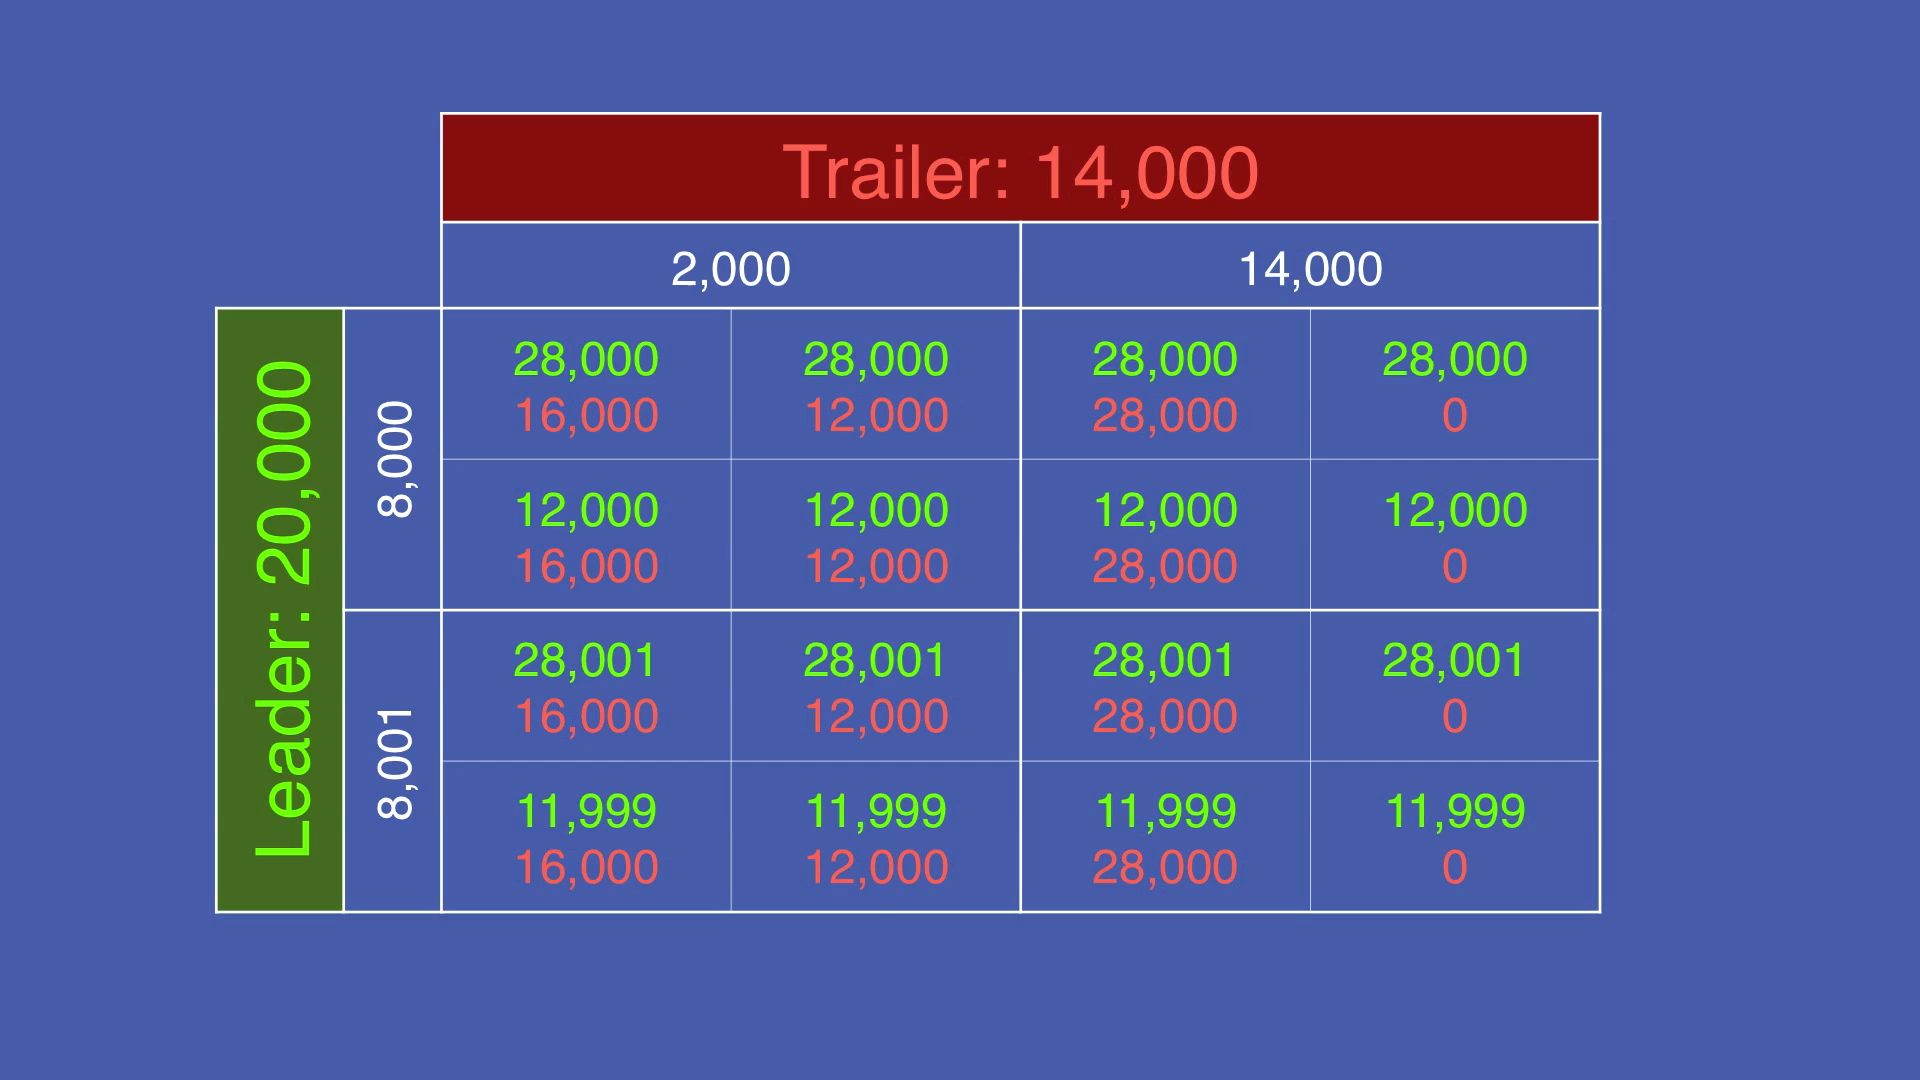 Trailer: 14,000
2,000 14,000
Leader: 20,000
8,000
28,000 28,000 28,000 28,000
16,000 12,000 28,000 0
12,000 12,000 12,000 12,000
16,000 12,000 28,000 0
8,001
28,001 28,001 28,001 28,001
16,000 12,000 28,000 0
11,999 11,999 11,999 11,999
16,000 12,000 28,000 0